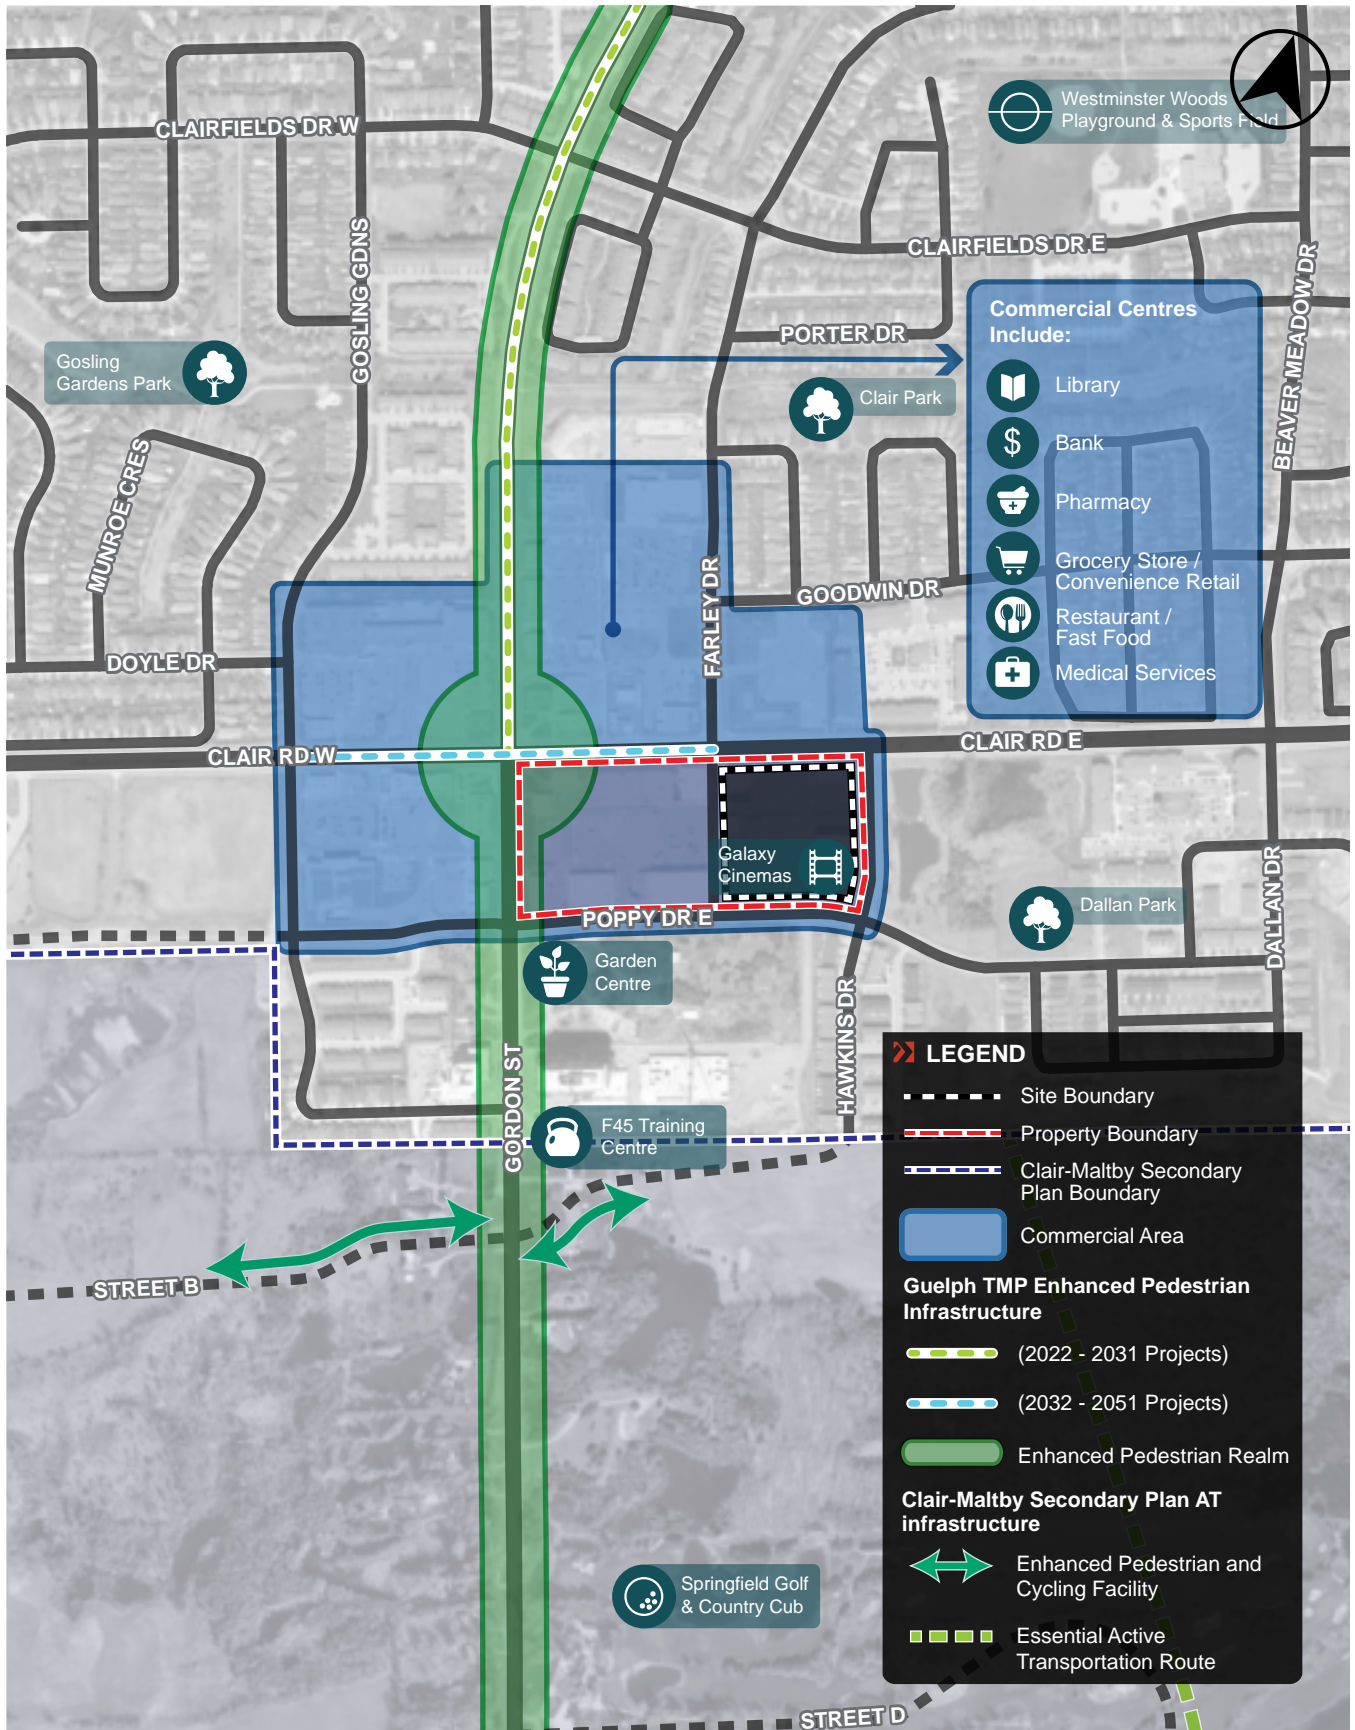 Westminster Woods
Playground & Sports Field
CLAIRFIELDS DR W
GOSLING GDNS
CLAIRFIELDS DR E
BEAVER MEADOW DR
PORTER DR
Commercial Centres
Include:
Library
Bank
Pharmacy
Grocery Store /
Convenience Retail
Restaurant /
Fast Food
Medical Services
Gosling
Gardens Park
Clair Park
MUNROE CRES
FARLEY DR
GOODWIN DR
DOYLE DR
CLAIR RD W
CLAIR RD E
Galaxy
Cinemas
POPPY DR E
Dallan Park
DALLAN DR
Garden
Centre
HAWKINS DR
GORDON ST
F45 Training
Centre
STREET B
LEGEND
Site Boundary
Property Boundary
Clair-Maltby Secondary
Plan Boundary
Commercial Area
Guelph TMP Enhanced Pedestrian
Infrastructure
(2022 - 2031 Projects)
(2032 - 2051 Projects)
Enhanced Pedestrian Realm
Clair-Maltby Secondary Plan AT
infrastructure
Enhanced Pedestrian and
Cycling Facility
Essential Active
Transportation Route
Springfield Golf
& Country Cub
STREET D